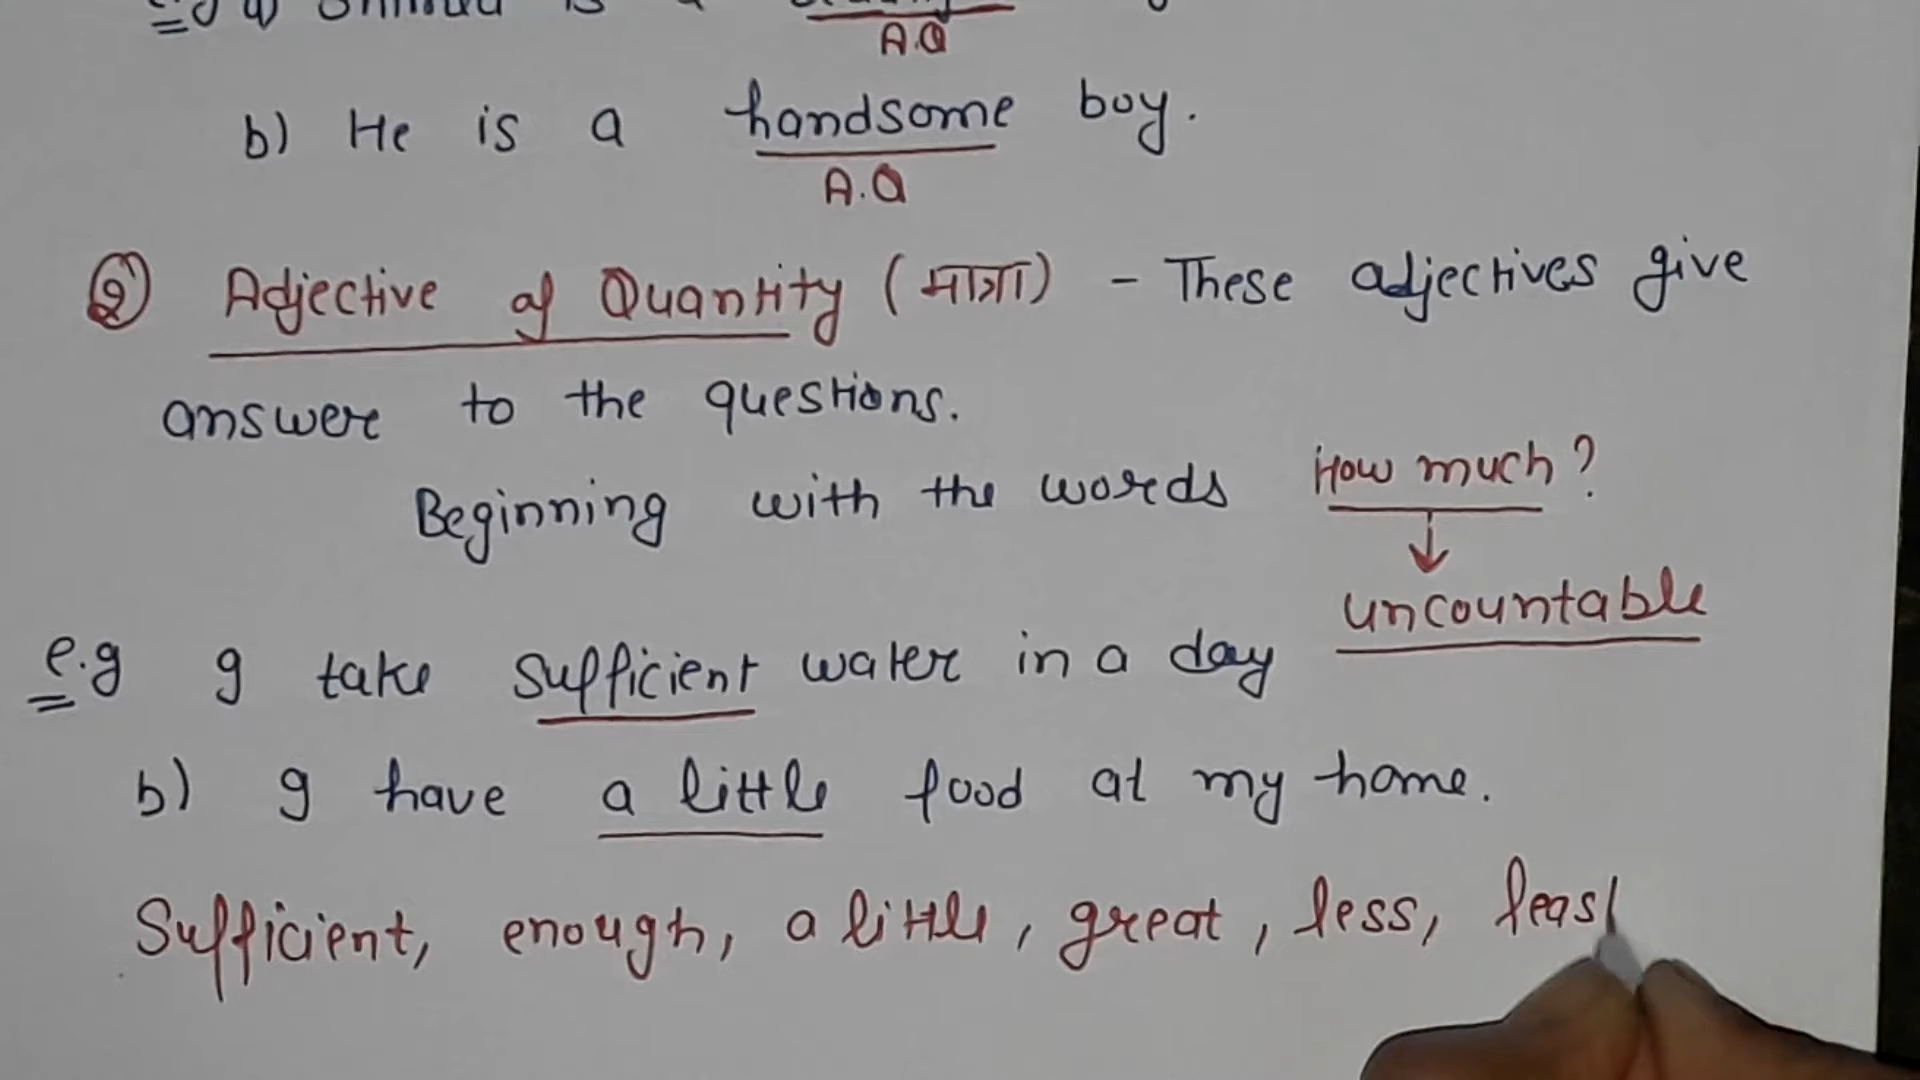 is a
A.Q
b) He is a handsome boy.
A.Q
2 Adjective of Quantity (मात्रा) - These adjectives give
answer to the questions.
Beginning with the words How much?
uncountable
e.g I take sufficient water in a day
b) I have a little food at my home.
Sufficient, enough, a little, great, less, least